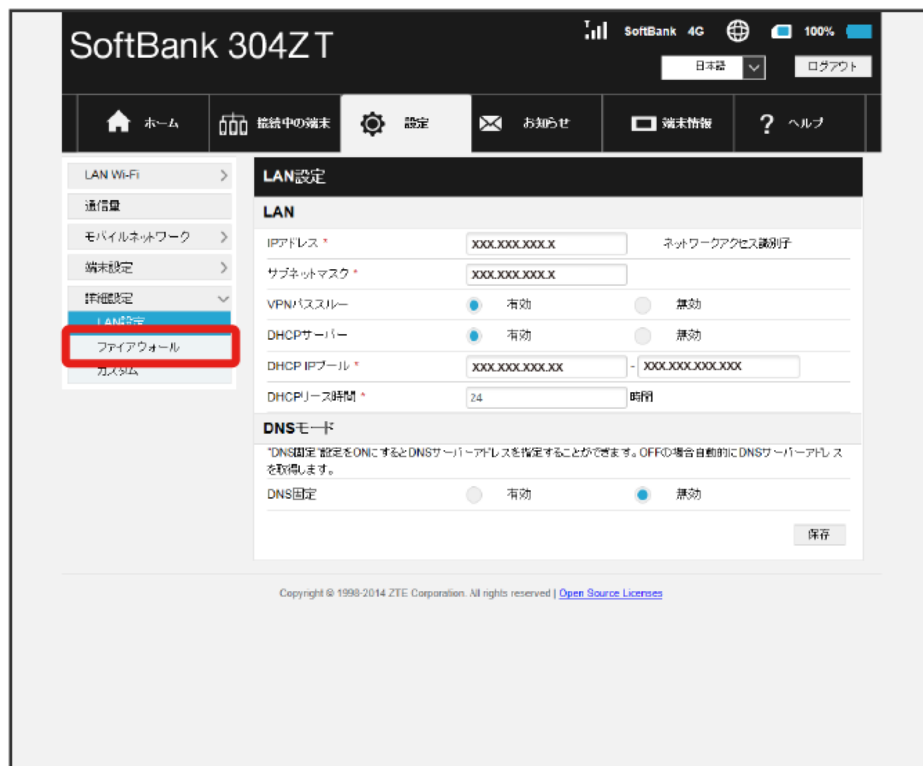 SoftBank 304ZT
SoftBank 4G 100%
日本語 ログアウト
ホーム 接続中の端末 設定 お知らせ 端末情報 ? ヘルプ
LAN Wi-Fi
通信量
モバイルネットワーク
端末設定
詳細設定
LAN設定
ファイアウォール
カスタム
LAN設定
LAN
IPアドレス * XXX.XXX.XXX.X ネットワークアクセス識別子
サブネットマスク * XXX.XXX.XXX.X
VPNパススルー 有効 無効
DHCPサーバー 有効 無効
DHCP IPプール * XXX.XXX.XXX.XX - XXX.XXX.XXX.XXX
DHCPリース時間 * 24 時間
DNSモード
"DNS固定"設定をONにするとDNSサーバーアドレスを指定することができます。OFFの場合自動的にDNSサーバーアドレス
を取得します。
DNS固定 有効 無効
保存
Copyright © 1998-2014 ZTE Corporation. All rights reserved | Open Source Licenses